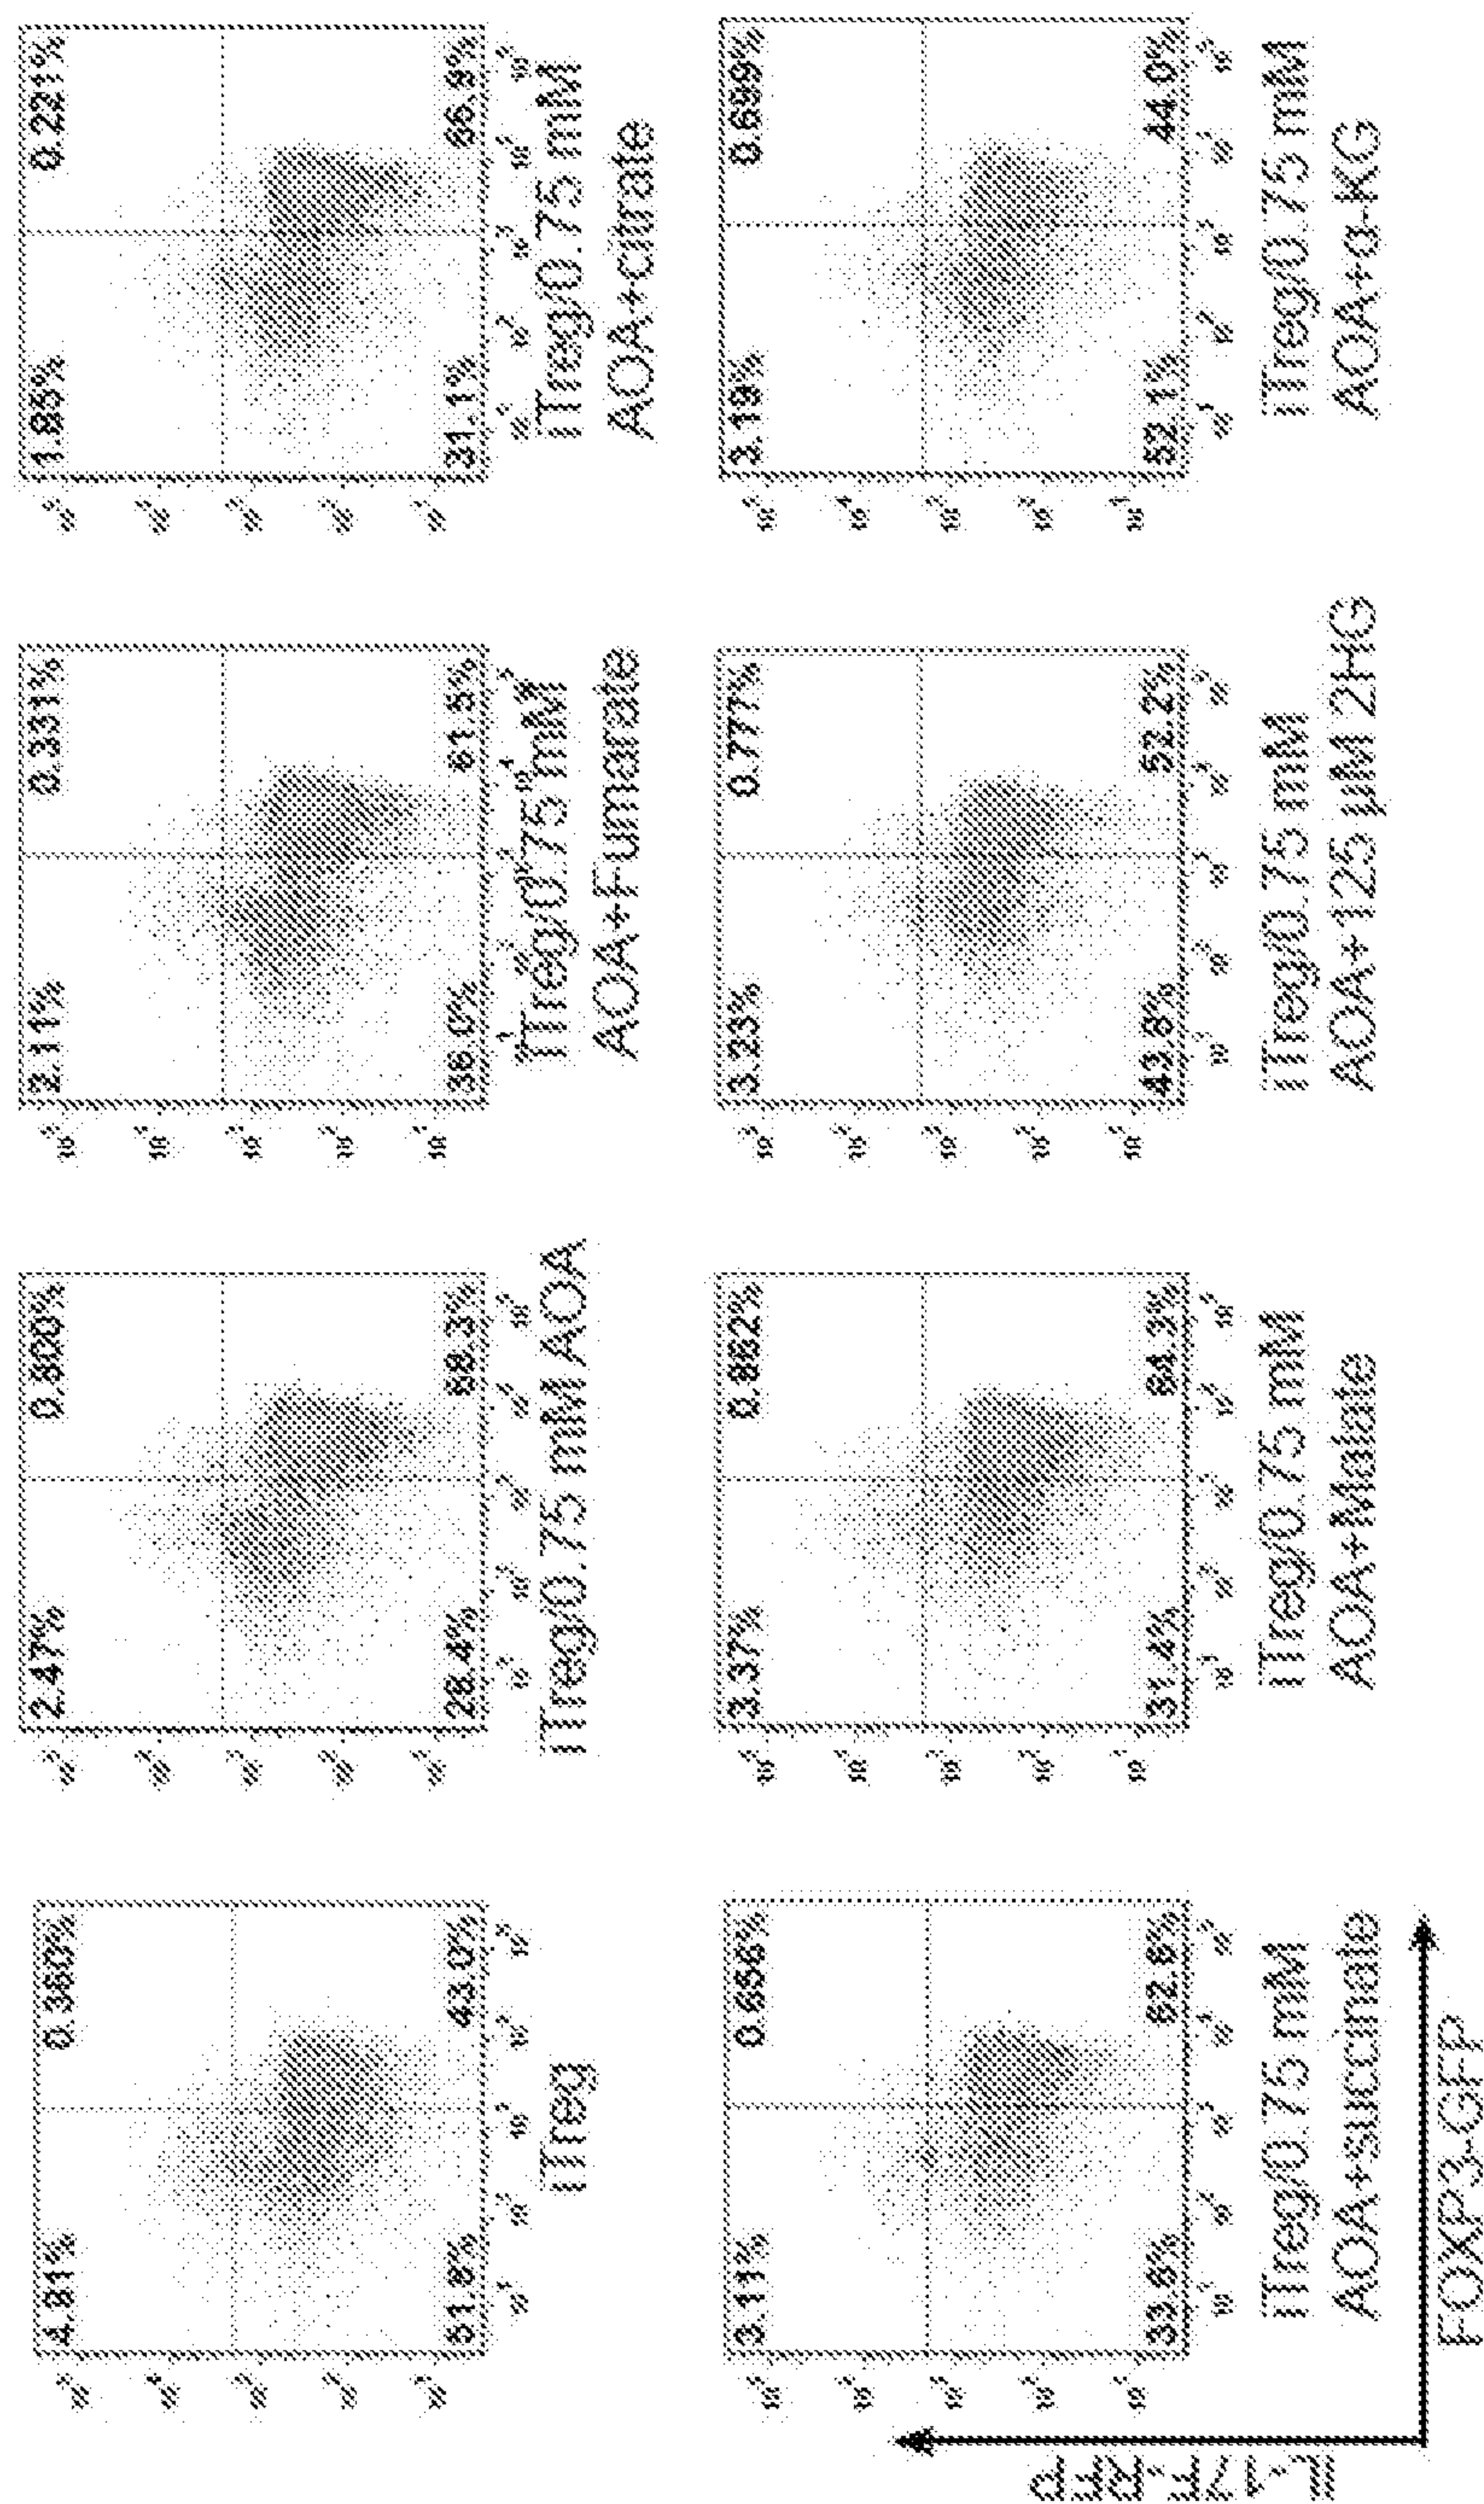 4.81% 0.360%
51.8% 43.0%
iTreg
2.47% 0.800%
28.4% 68.3%
iTreg/0.75 mM AOA
2.11% 0.331%
36.0% 61.5%
iTreg/0.75 mM
AOA+Fumarate
1.85% 0.221%
31.1% 66.8%
iTreg/0.75 mM
AOA+citrate
3.11% 0.658%
33.6% 62.6%
iTreg/0.75 mM
AOA+succinate
3.37% 0.882%
31.4% 64.3%
iTreg/0.75 mM
AOA+Malate
3.23% 0.777%
43.8% 52.2%
iTreg/0.75 mM
AOA+125 µM 2HG
3.19% 0.699%
52.1% 44.0%
iTreg/0.75 mM
AOA+α-KG
IL-17F-RFP
FOXP3-GFP